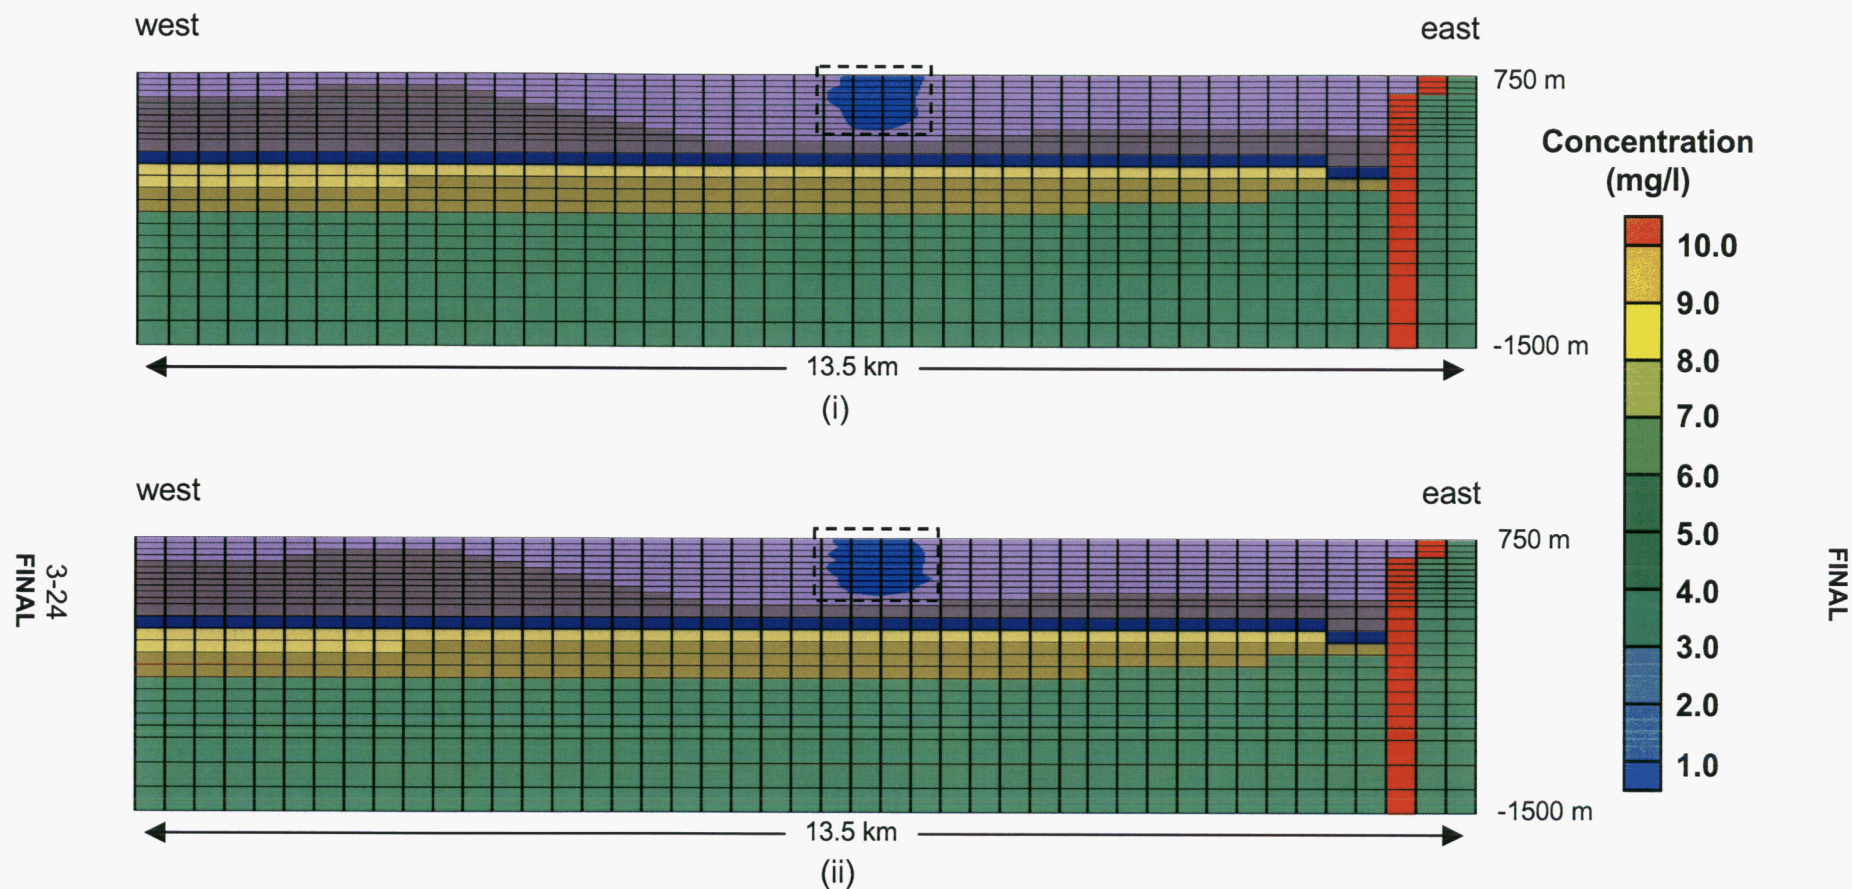 west
east
750 m
-1500 m
13.5 km
(i)
Concentration
(mg/l)
10.0
9.0
8.0
7.0
6.0
5.0
4.0
3.0
2.0
1.0
west
east
750 m
-1500 m
13.5 km
(ii)
3-24
FINAL
FINAL